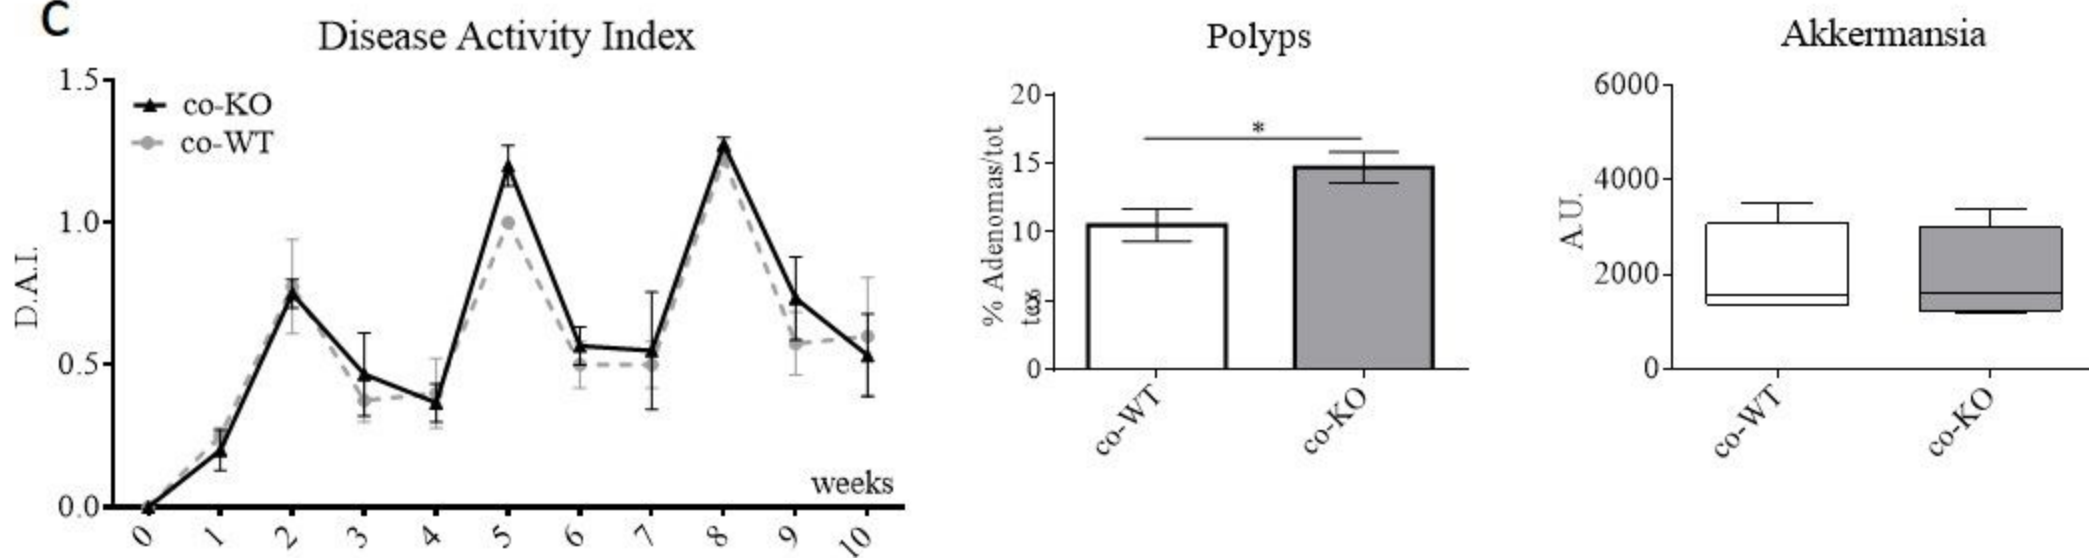 C
Disease Activity Index
1.5
1.0
0.5
0.0
D.A.I.
co-KO
co-WT
weeks
0 1 2 3 4 5 6 7 8 9 10
Polyps
20
15
10
5
0
% Adenomas/tot
*
co-WT
co-KO
Akkermansia
6000
4000
2000
0
A.U.
co-WT
co-KO